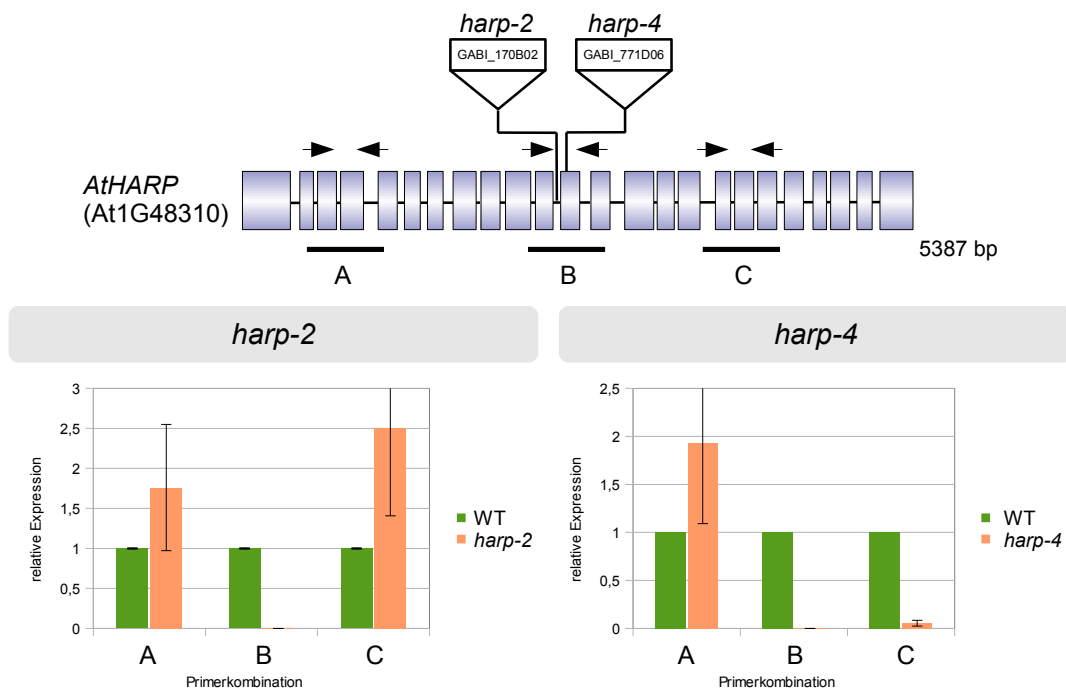 harp-2
harp-4
GABI_170B02
GABI_771D06
AtHARP
(At1G48310)
5387 bp
A
B
C
harp-2
harp-4
3
2,5
2
1,5
1
0,5
0
relative Expression
A
B
C
Primerkombination
WT
harp-2
2,5
2
1,5
1
0,5
0
relative Expression
A
B
C
Primerkombination
WT
harp-4